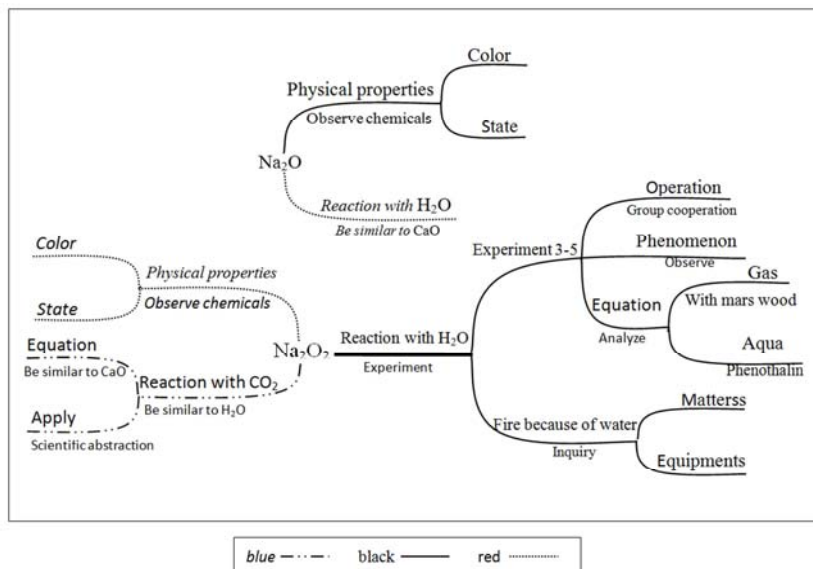 Color
Physical properties
Observe chemicals
State
Na₂O
Reaction with H₂O
Be similar to CaO
Operation
Group cooperation
Experiment 3-5
Phenomenon
Observe
Gas
With mars wood
Equation
Analyze
Aqua
Phenothalin
Color
Physical properties
Observe chemicals
State
Na₂O₂
Reaction with H₂O
Experiment
Equation
Be similar to CaO
Reaction with CO₂
Be similar to H₂O
Apply
Scientific abstraction
Matterss
Fire because of water
Inquiry
Equipments
blue black red